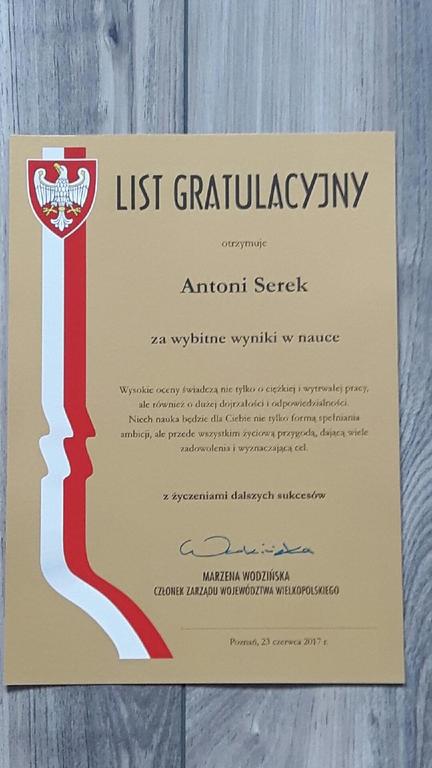 LIST GRATULACYJNY
otrzymuje
Antoni Serek
za wybitne wyniki w nauce
Wysokie oceny świadczą nie tylko o ciężkiej i wytrwałej pracy,
ale również o dużej dojrzałości i odpowiedzialności.
Niech nauka będzie dla Ciebie nie tylko formą spełniania
ambicji, ale przede wszystkim życiową przygodą, dającą wiele
zadowolenia i wyznaczającą cel.
z życzeniami dalszych sukcesów
Wodzińska
MARZENA WODZIŃSKA
CZŁONEK ZARZĄDU WOJEWÓDZTWA WIELKOPOLSKIEGO
Poznań, 23 czerwca 2017 r.